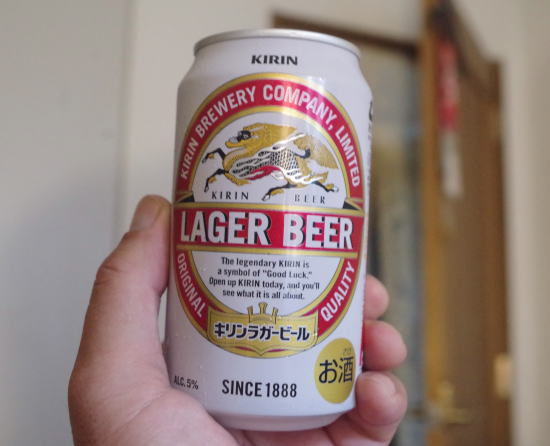 KIRIN
KIRIN BREWERY COMPANY, LIMITED
KIRIN BEER
LAGER BEER
The legendary KIRIN is
a symbol of "Good Luck."
Open up KIRIN today, and you'll
see what it is all about.
ORIGINAL QUALITY
キリンラガービール
ALC.5%
SINCE 1888
お酒